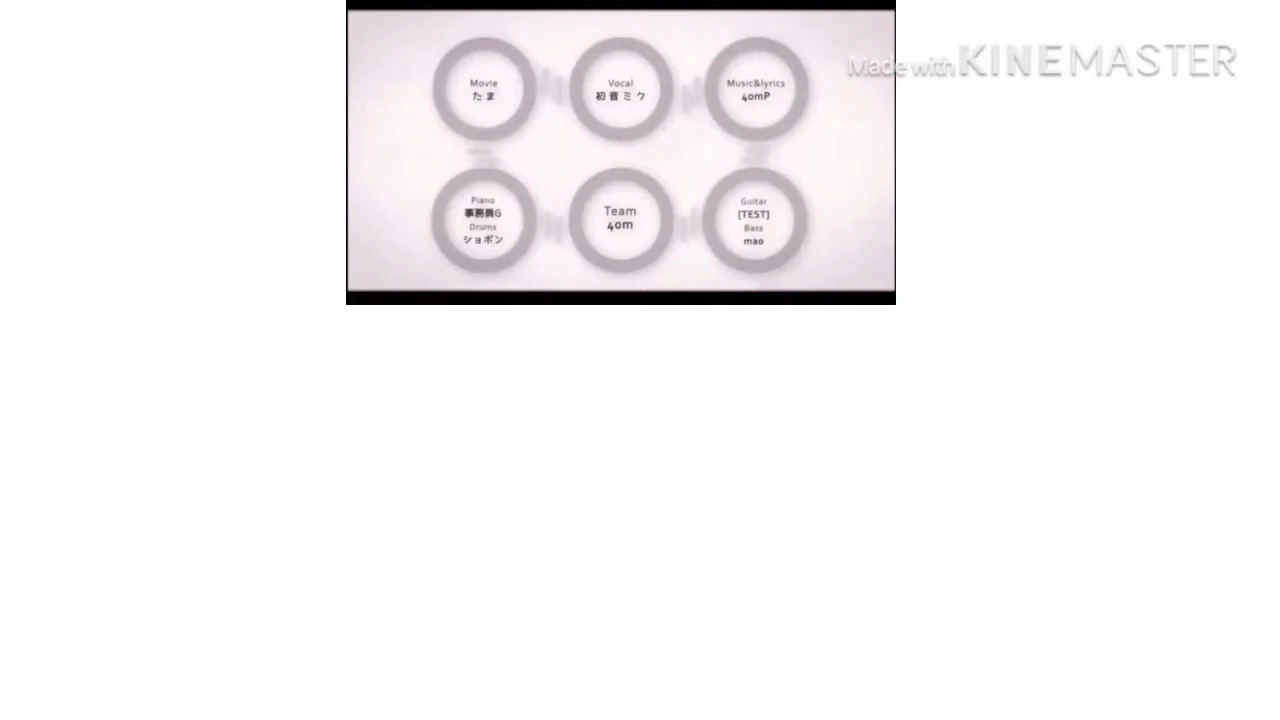 Made with KINEMASTER
Movie
たま
Vocal
初音ミク
Music&lyrics
40mP
Piano
事務員G
Drums
ショボン
Team
40m
Guitar
[TEST]
Bass
mao